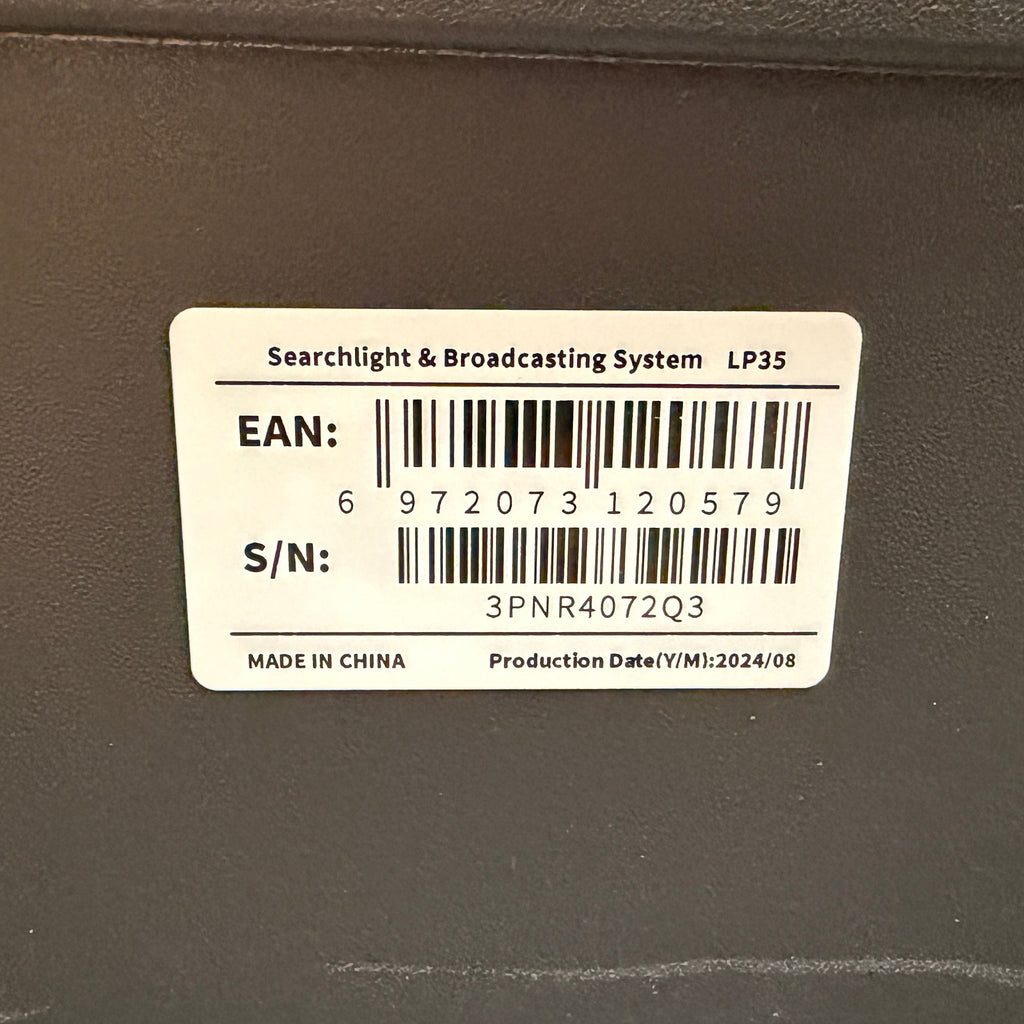 Searchlight & Broadcasting System LP35
EAN:
6 972073 120579
S/N:
3PNR4072Q3
MADE IN CHINA Production Date(Y/M):2024/08